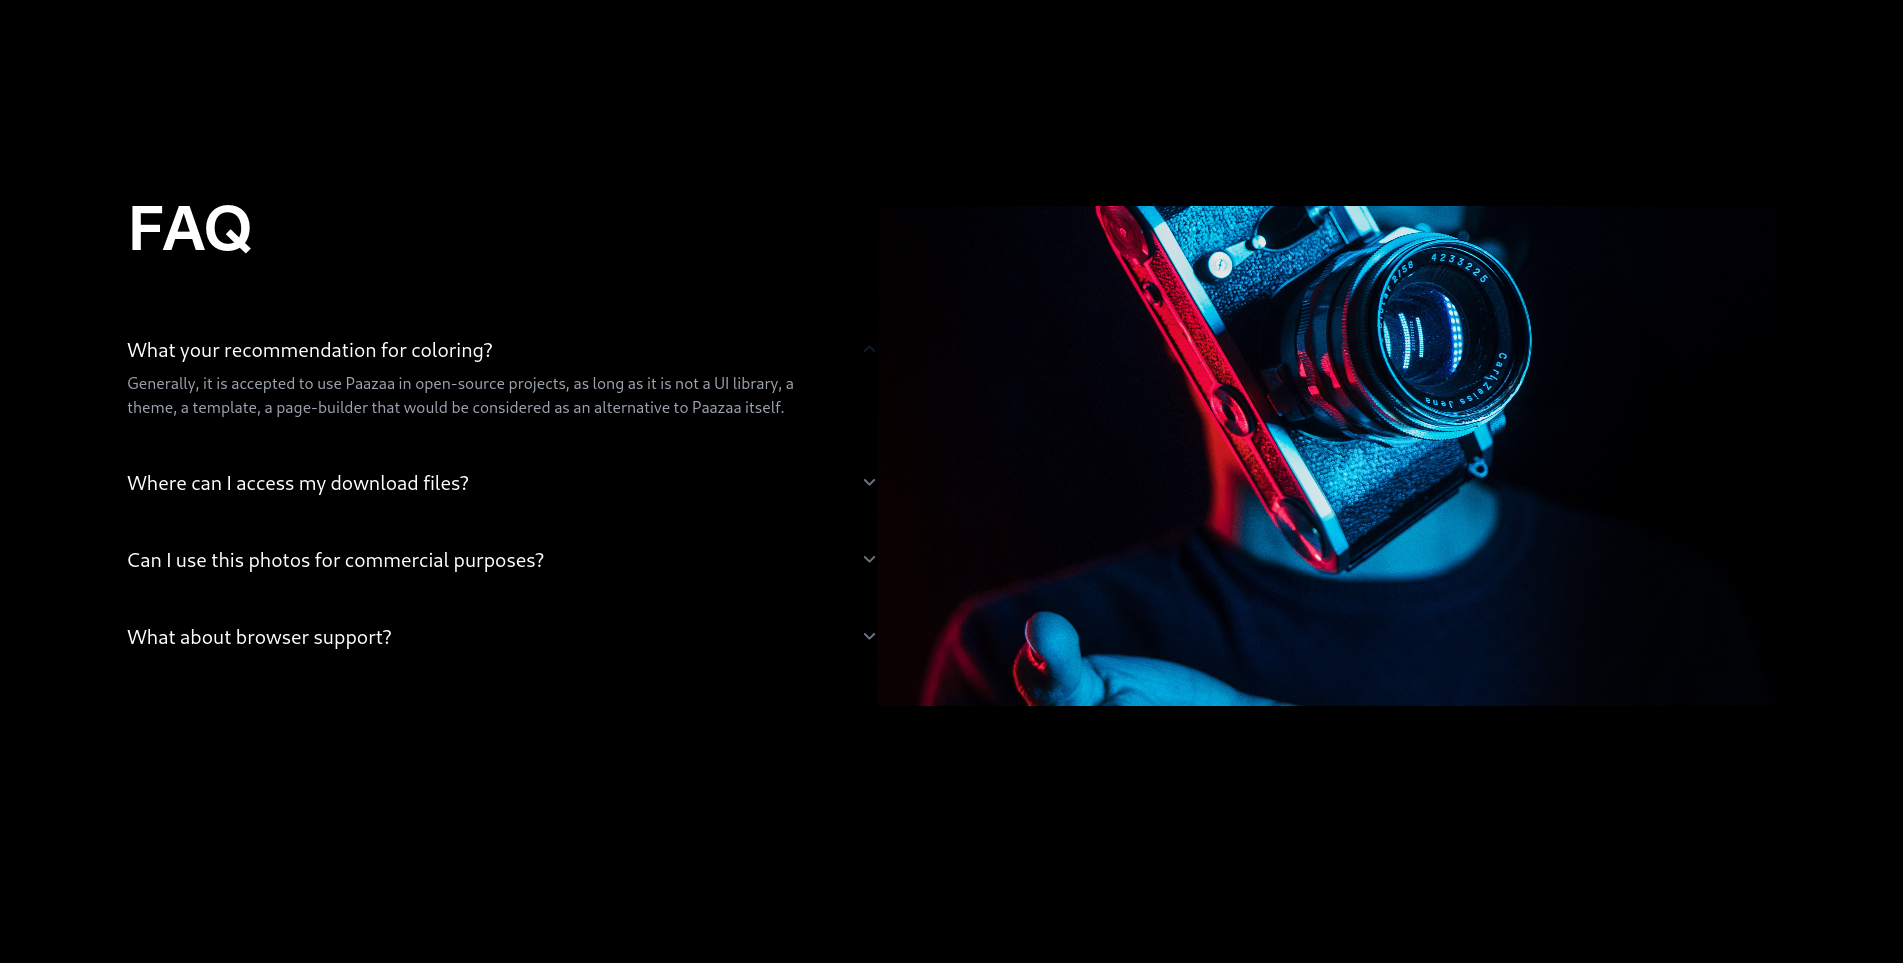 FAQ
What your recommendation for coloring?
Generally, it is accepted to use Paazaa in open-source projects, as long as it is not a UI library, a
theme, a template, a page-builder that would be considered as an alternative to Paazaa itself.
Where can I access my download files?
Can I use this photos for commercial purposes?
What about browser support?
2/58 4233225
Carl Zeiss Jena